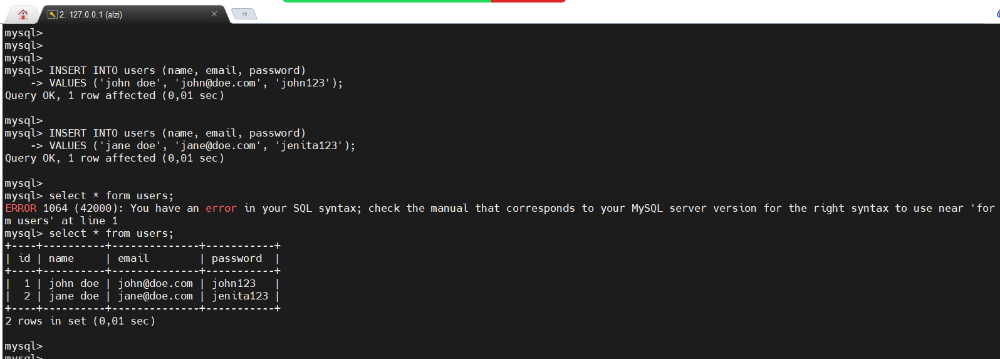 2. 127.0.0.1 (alzi)
mysql>
mysql>
mysql>
mysql> INSERT INTO users (name, email, password)
    -> VALUES ('john doe', 'john@doe.com', 'john123');
Query OK, 1 row affected (0,01 sec)
mysql>
mysql> INSERT INTO users (name, email, password)
    -> VALUES ('jane doe', 'jane@doe.com', 'jenita123');
Query OK, 1 row affected (0,01 sec)
mysql>
mysql> select * form users;
ERROR 1064 (42000): You have an error in your SQL syntax; check the manual that corresponds to your MySQL server version for the right syntax to use near 'for
m users' at line 1
mysql> select * from users;
+----+----------+--------------+-----------+
| id | name     | email        | password  |
+----+----------+--------------+-----------+
|  1 | john doe | john@doe.com | john123   |
|  2 | jane doe | jane@doe.com | jenita123 |
+----+----------+--------------+-----------+
2 rows in set (0,01 sec)
mysql>
mysql>